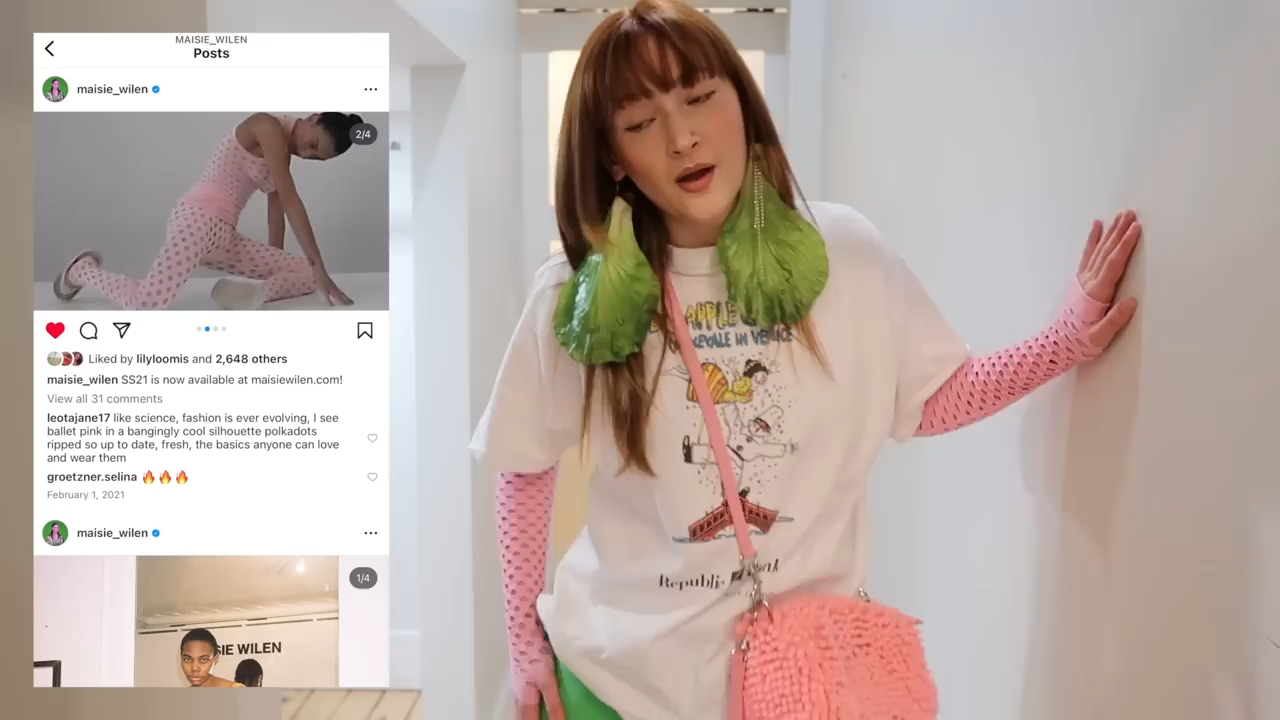 MAISIE_WILEN
Posts
maisie_wilen
2/4
Liked by lilyloomis and 2,648 others
maisie_wilen SS21 is now available at maisiewilen.com!
View all 31 comments
leotajane17 like science, fashion is ever evolving, I see
ballet pink in a bangingly cool silhouette polkadots
ripped so up to date, fresh, the basics anyone can love
and wear them
groetzner.selina 🔥🔥🔥
February 1, 2021
maisie_wilen
1/4
SIE WILEN
APPLE
IN VENICE
Republic